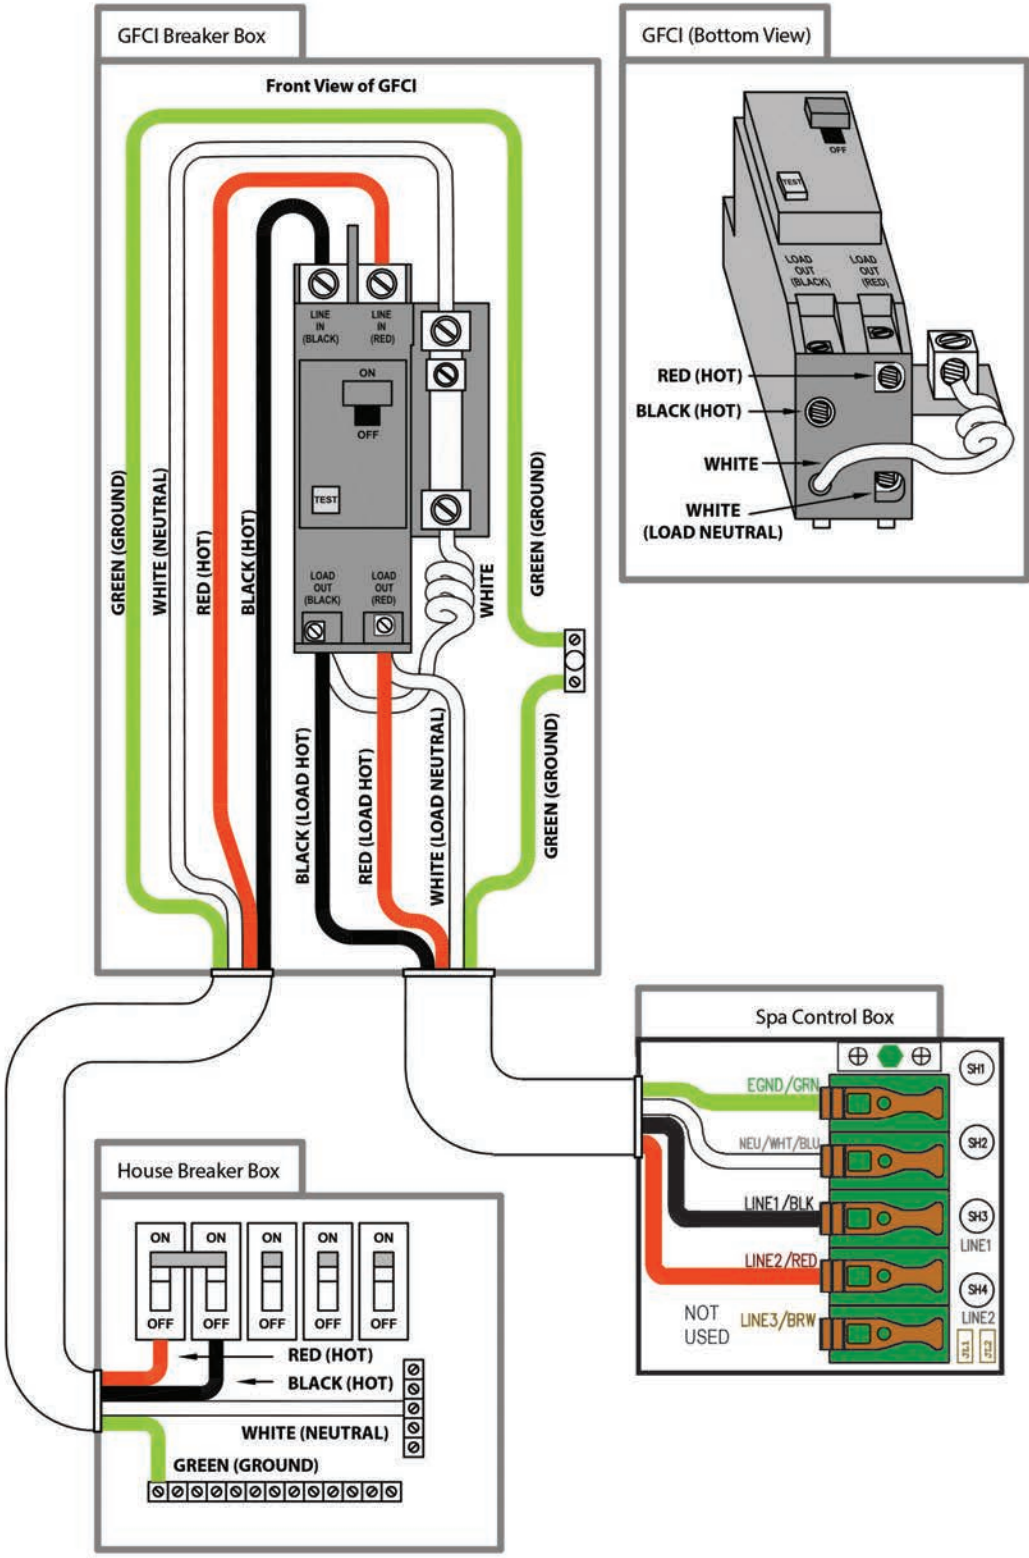 GFCI Breaker Box
Front View of GFCI
LINE
IN
(BLACK)
LINE
IN
(RED)
ON
OFF
TEST
LOAD
OUT
(BLACK)
LOAD
OUT
(RED)
GREEN (GROUND)
WHITE (NEUTRAL)
RED (HOT)
BLACK (HOT)
WHITE
GREEN (GROUND)
BLACK (LOAD HOT)
RED (LOAD HOT)
WHITE (LOAD NEUTRAL)
GREEN (GROUND)
GFCI (Bottom View)
OFF
TEST
LOAD
OUT
(BLACK)
LOAD
OUT
(RED)
RED (HOT)
BLACK (HOT)
WHITE
WHITE
(LOAD NEUTRAL)
Spa Control Box
EGND/GRN
NEU/WHT/BLU
LINE1/BLK
LINE2/RED
NOT
USED
LINE3/BRW
SH1
SH2
SH3
LINE1
SH4
LINE2
JL1
JL2
House Breaker Box
ON
ON
ON
ON
ON
OFF
OFF
OFF
OFF
OFF
RED (HOT)
BLACK (HOT)
WHITE (NEUTRAL)
GREEN (GROUND)